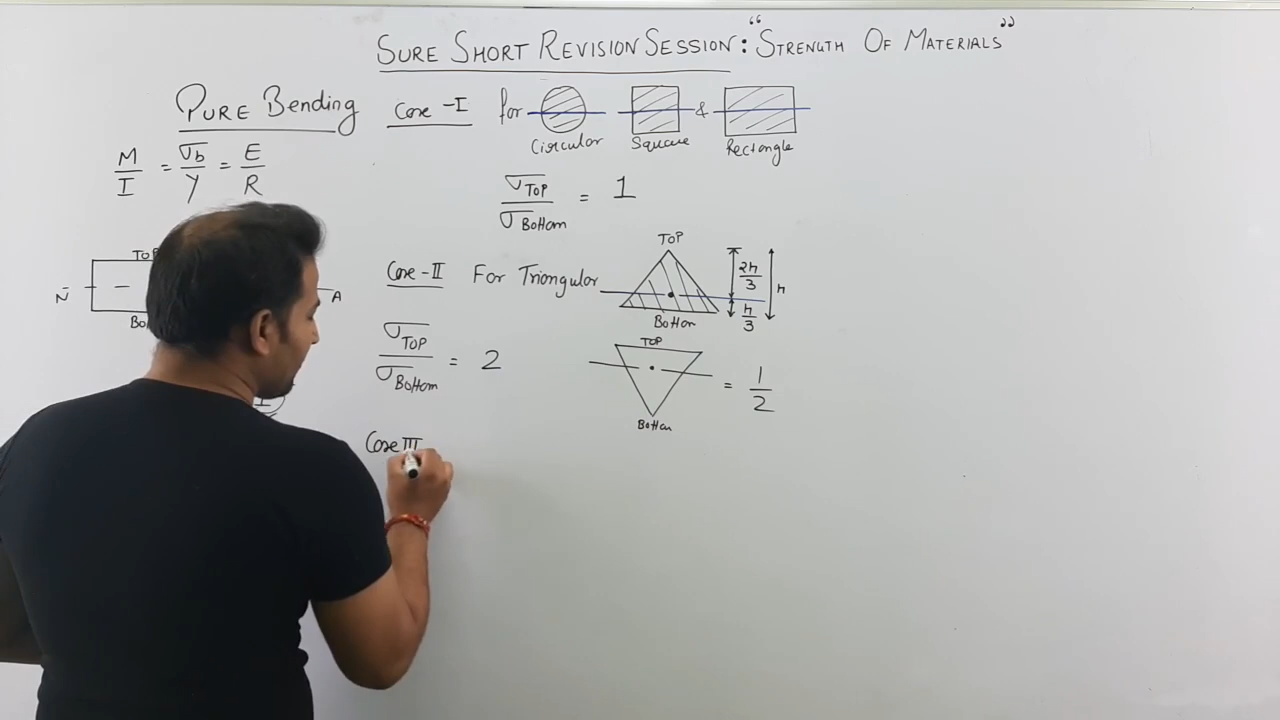 SURE SHORT REVISION SESSION: "STRENGTH OF MATERIALS"
PURE Bending
M/I = σb/Y = E/R
TOP
N
A
Case - I for & 
Circular Square Rectangle
σTOP/σBottom = 1
Case - II For Triangular
TOP
Bottom
2h/3
h/3
h
σTOP/σBottom = 2
TOP
Bottom
= 1/2
Case III